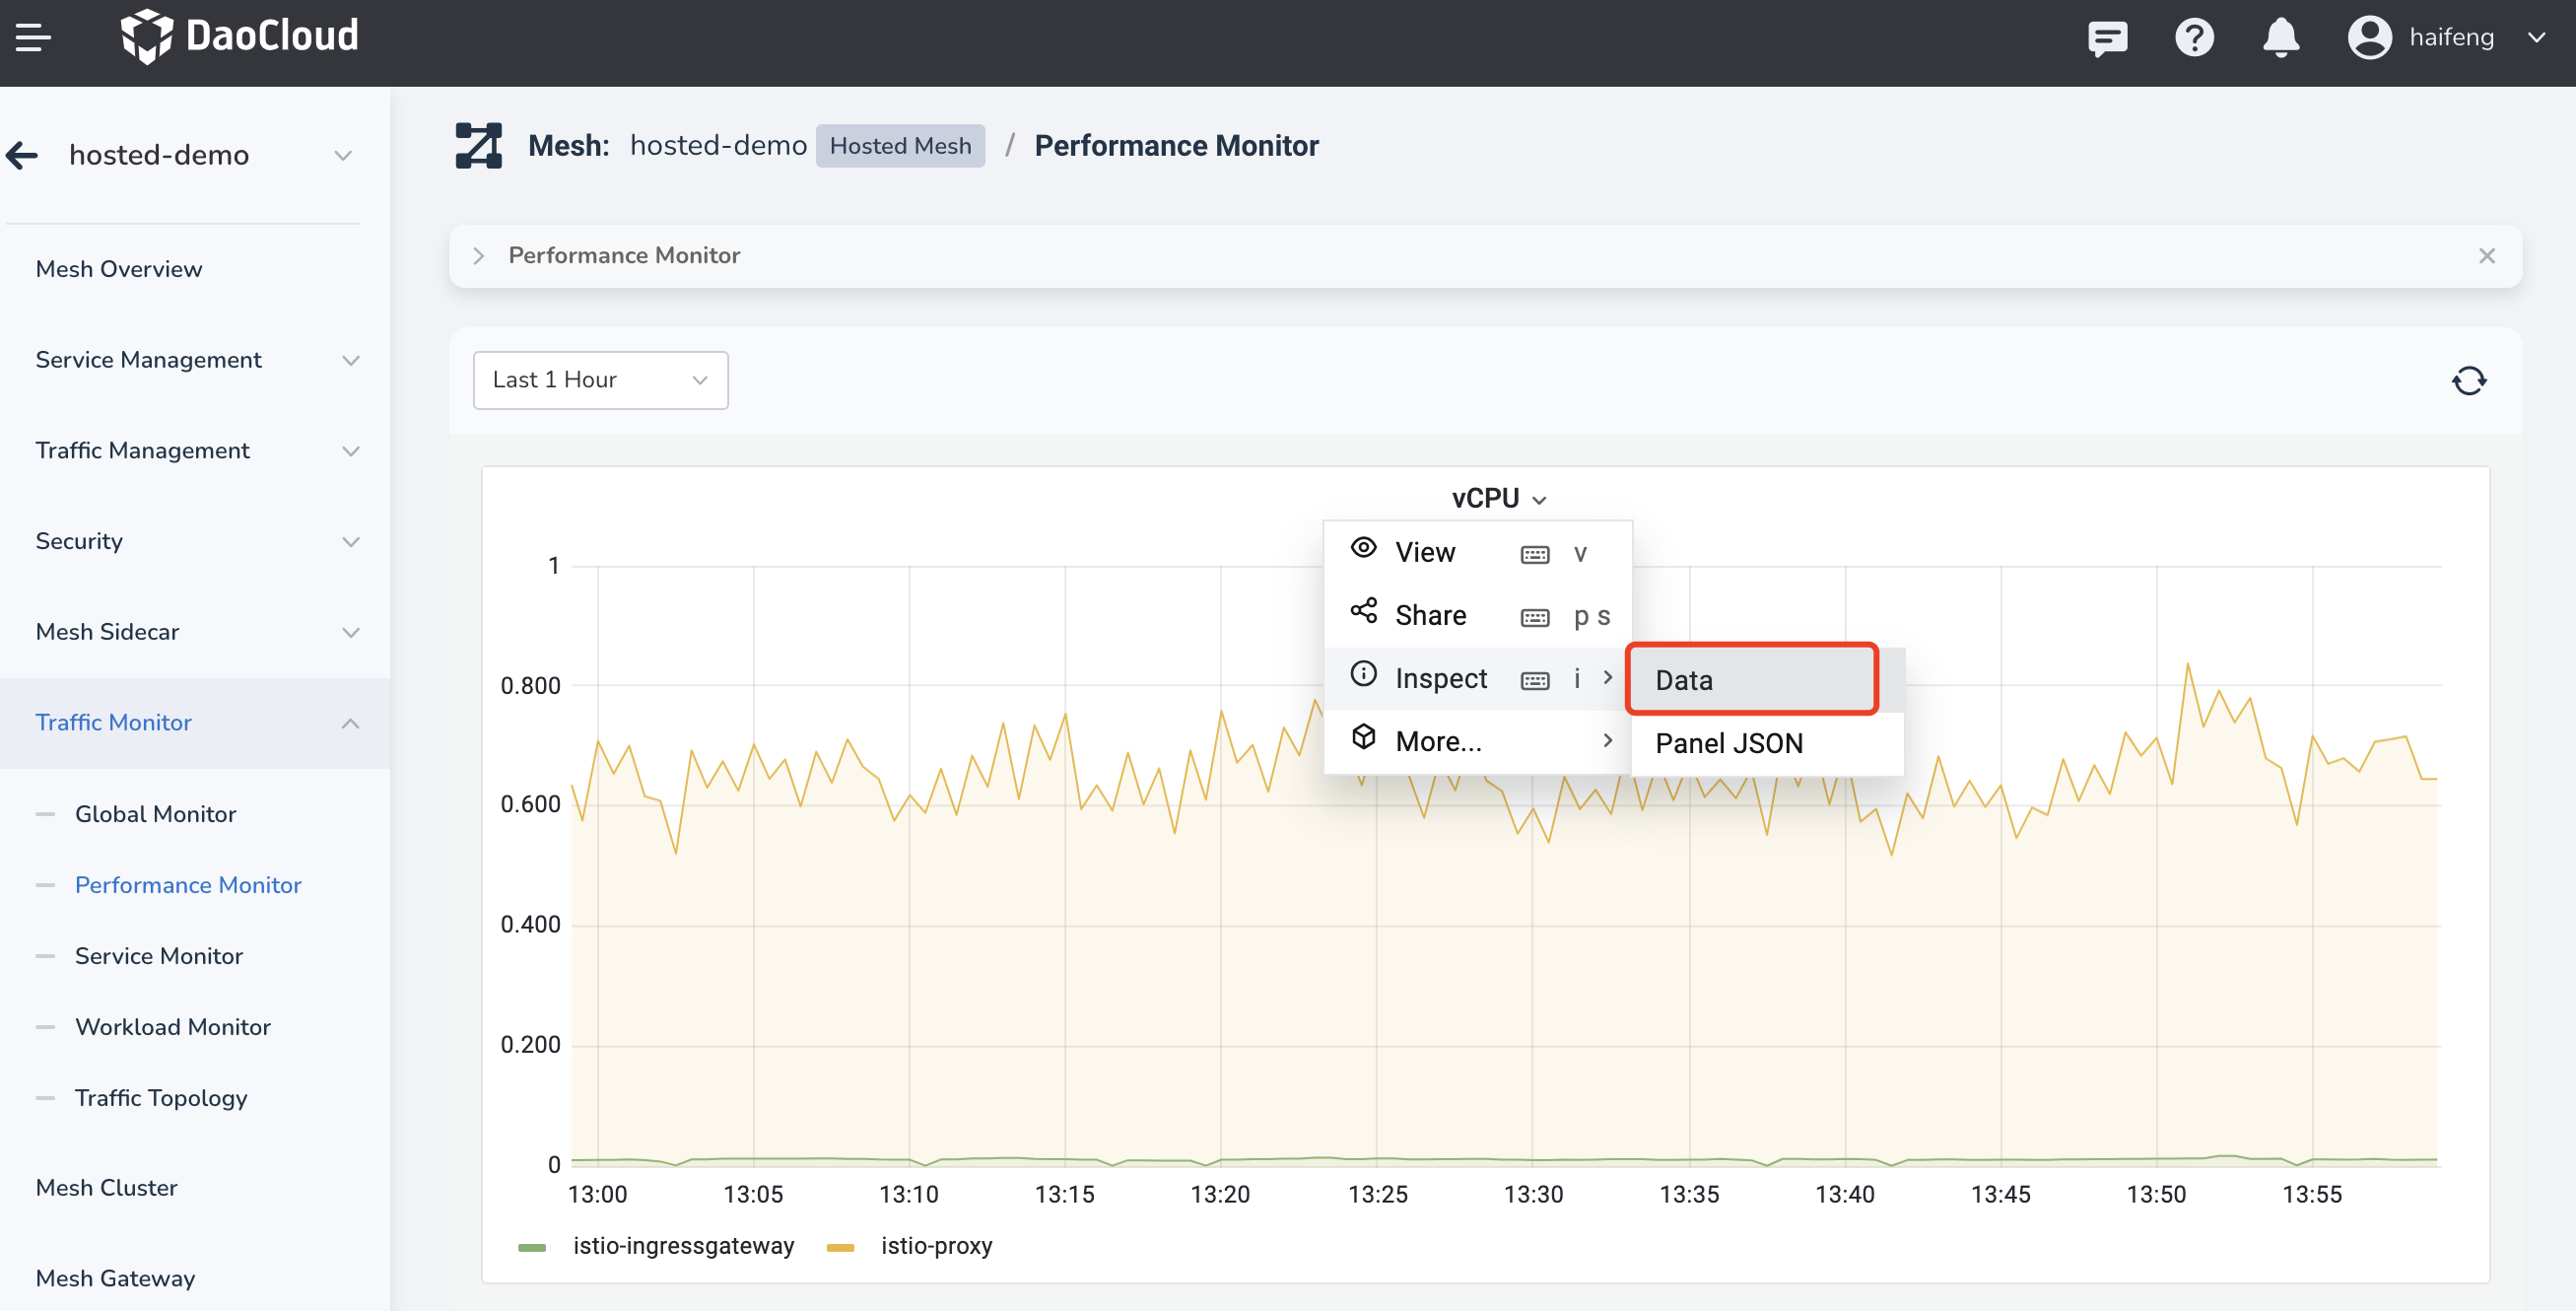 DaoCloud
haifeng
hosted-demo
Mesh Overview
Service Management
Traffic Management
Security
Mesh Sidecar
Traffic Monitor
Global Monitor
Performance Monitor
Service Monitor
Workload Monitor
Traffic Topology
Mesh Cluster
Mesh Gateway
Mesh: hosted-demo Hosted Mesh / Performance Monitor
Performance Monitor
Last 1 Hour
vCPU
View v
Share p s
Inspect i
More...
Data
Panel JSON
1
0.800
0.600
0.400
0.200
0
13:00 13:05 13:10 13:15 13:20 13:25 13:30 13:35 13:40 13:45 13:50 13:55
istio-ingressgateway istio-proxy